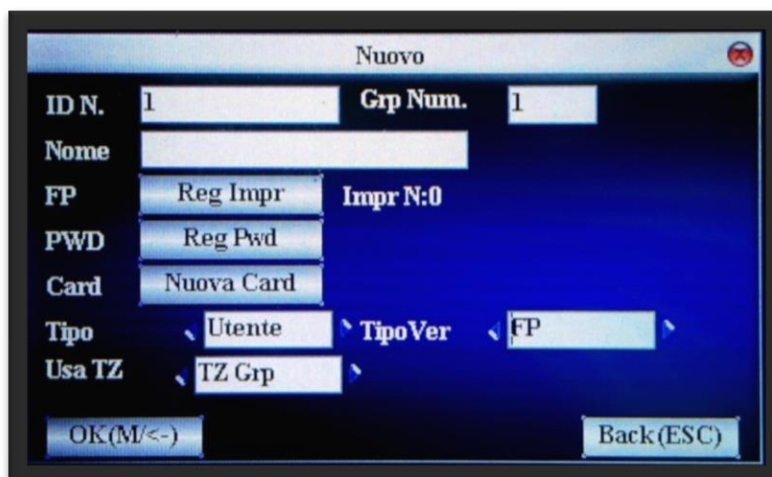 Nuovo
ID N. 1 Grp Num. 1
Nome
FP Reg Impr Impr N:0
PWD Reg Pwd
Card Nuova Card
Tipo Utente TipoVer FP
Usa TZ TZ Grp
OK(M/<-) Back(ESC)